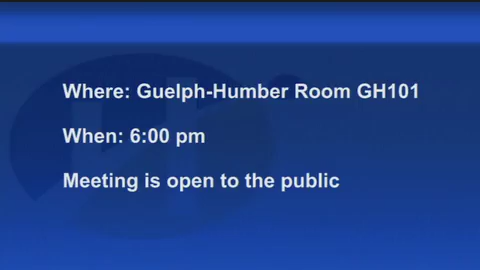 Where: Guelph-Humber Room GH101
When: 6:00 pm
Meeting is open to the public